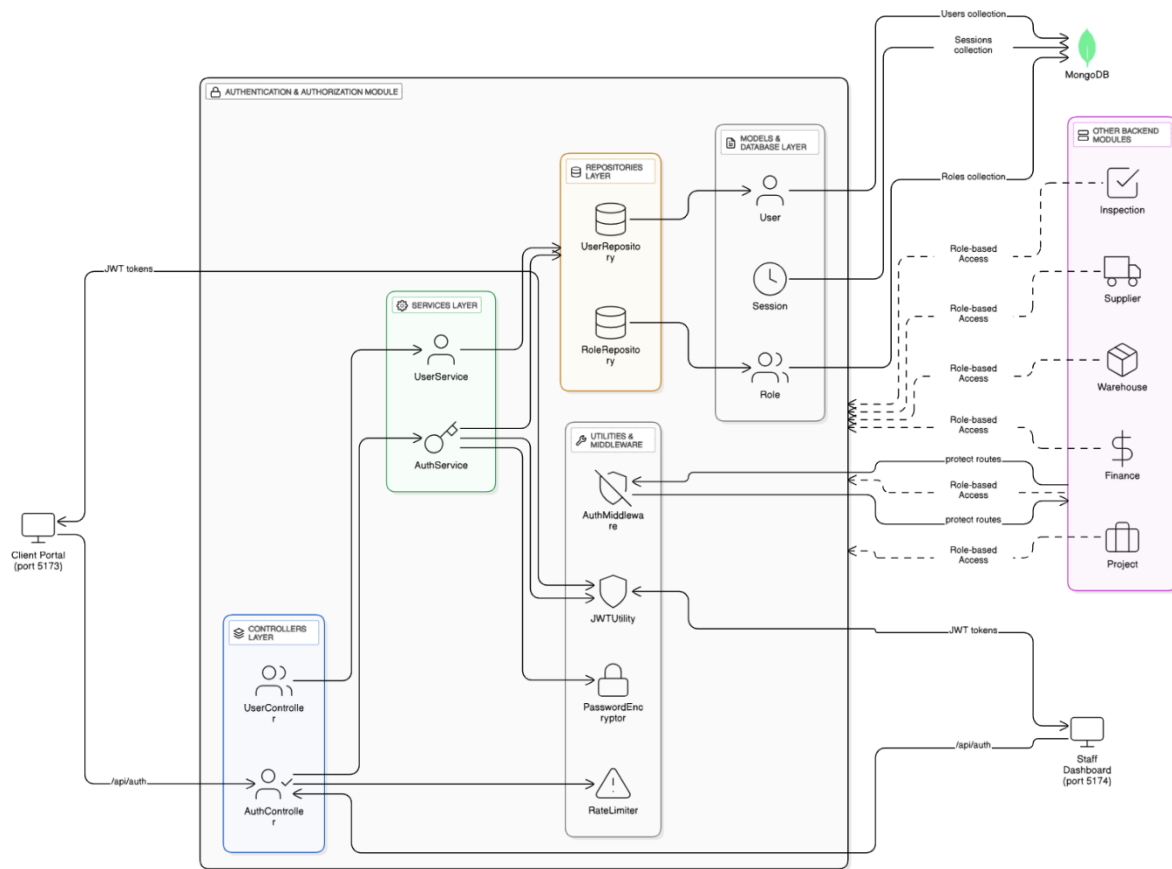 Users collection
Sessions
collection
MongoDB
AUTHENTICATION & AUTHORIZATION MODULE
MODELS &
DATABASE LAYER
OTHER BACKEND
MODULES
REPOSITORIES
LAYER
Roles collection
User
Inspection
UserReposito
ry
Role-based
Access
JWT tokens
Session
Supplier
SERVICES LAYER
Role-based
Access
RoleReposito
ry
UserService
Role-based
Access
Warehouse
Role
Role-based
Access
UTILITIES &
MIDDLEWARE
AuthService
protect routes
Finance
Role-based
Access
AuthMiddlewa
re
protect routes
Client Portal
(port 5173)
Role-based
Access
Project
JWTUtility
CONTROLLERS
LAYER
JWT tokens
UserControlle
r
PasswordEnc
ryptor
/api/auth
Staff
Dashboard
(port 5174)
/api/auth
AuthControlle
r
RateLimiter